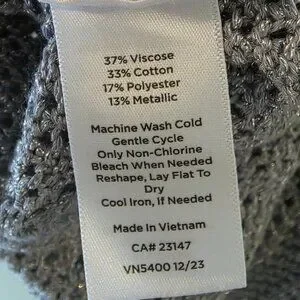 37% Viscose
33% Cotton
17% Polyester
13% Metallic
Machine Wash Cold
Gentle Cycle
Only Non-Chlorine
Bleach When Needed
Reshape, Lay Flat To
Dry
Cool Iron, if Needed
Made In Vietnam
CA# 23147
VN5400 12/23